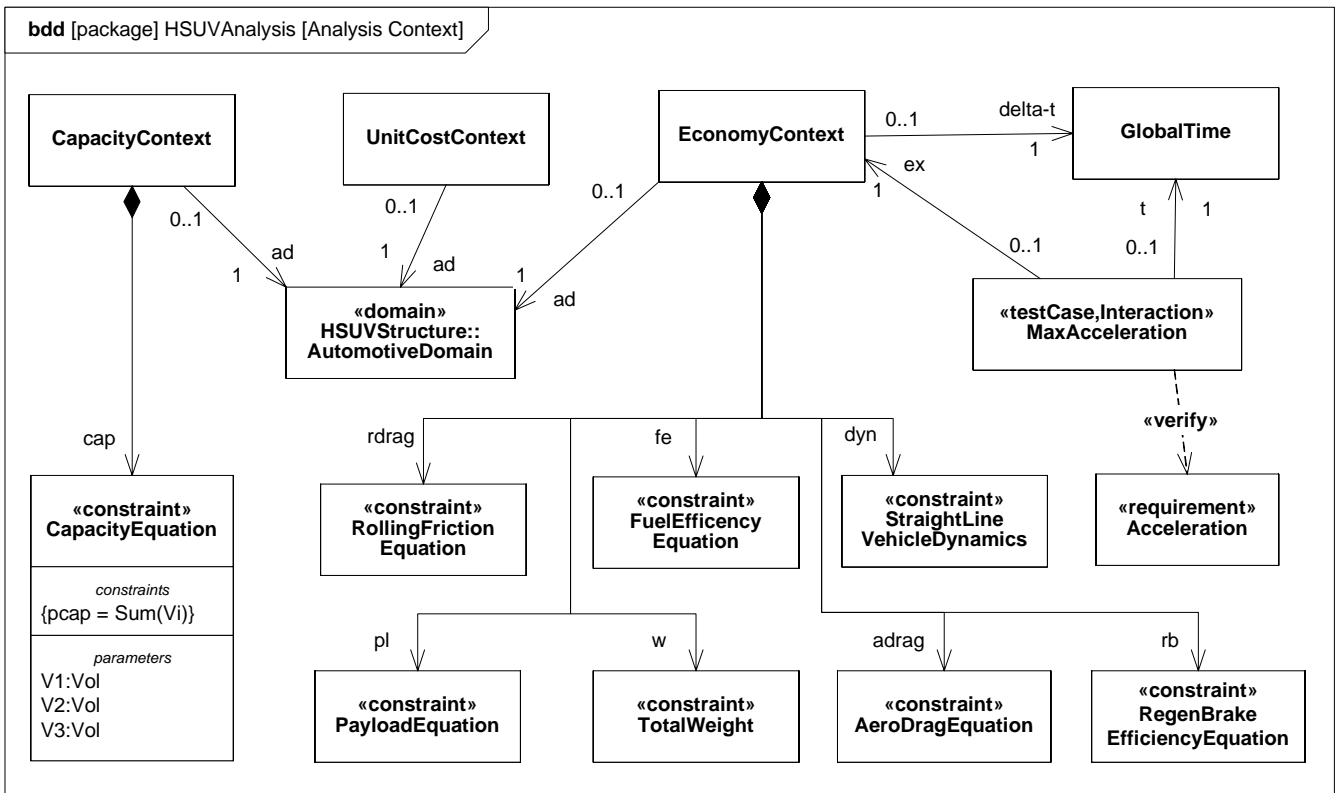 bdd [package] HSUVAnalysis [Analysis Context]
CapacityContext
UnitCostContext
EconomyContext
GlobalTime
delta-t
0..1
1
ex
1
0..1
0..1
0..1
0..1
t
1
0..1
ad
1
1
ad
1
ad
«domain»
HSUVStructure::
AutomotiveDomain
«testCase,Interaction»
MaxAcceleration
«verify»
cap
rdrag
fe
dyn
«constraint»
CapacityEquation
constraints
{pcap = Sum(Vi)}
parameters
V1:Vol
V2:Vol
V3:Vol
«constraint»
RollingFriction
Equation
«constraint»
FuelEfficency
Equation
«constraint»
StraightLine
VehicleDynamics
«requirement»
Acceleration
pl
w
adrag
rb
«constraint»
PayloadEquation
«constraint»
TotalWeight
«constraint»
AeroDragEquation
«constraint»
RegenBrake
EfficiencyEquation